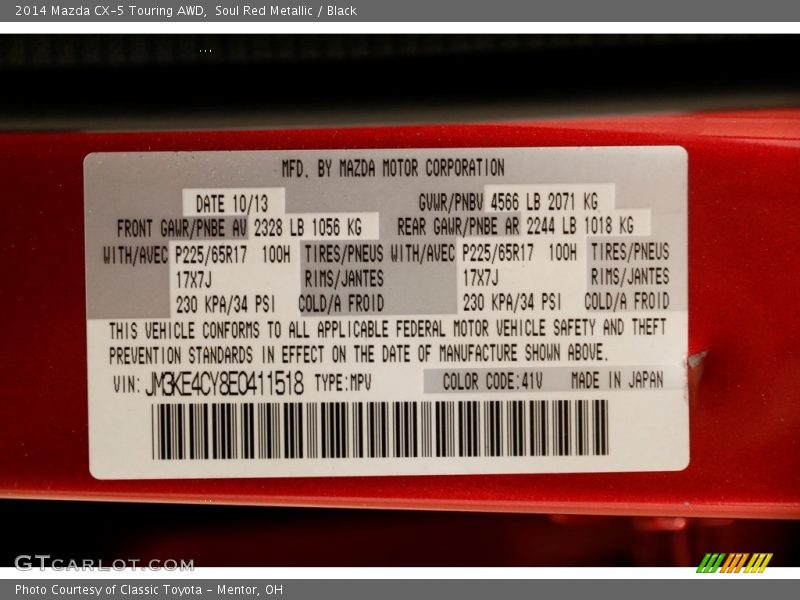 2014 Mazda CX-5 Touring AWD,  Soul Red Metallic / Black
MFD. BY MAZDA MOTOR CORPORATION
DATE 10/13 GVWR/PNBV 4566 LB 2071 KG
FRONT GAWR/PNBE AV 2328 LB 1056 KG REAR GAWR/PNBE AR 2244 LB 1018 KG
WITH/AVEC P225/65R17 100H TIRES/PNEUS WITH/AVEC P225/65R17 100H TIRES/PNEUS
17X7J RIMS/JANTES 17X7J RIMS/JANTES
230 KPA/34 PSI COLD/A FROID 230 KPA/34 PSI COLD/A FROID
THIS VEHICLE CONFORMS TO ALL APPLICABLE FEDERAL MOTOR VEHICLE SAFETY AND THEFT
PREVENTION STANDARDS IN EFFECT ON THE DATE OF MANUFACTURE SHOWN ABOVE.
VIN: JM3KE4CY8E0411518 TYPE:MPV COLOR CODE:41V MADE IN JAPAN
GTCARLOT.COM
Photo Courtesy of Classic Toyota - Mentor, OH